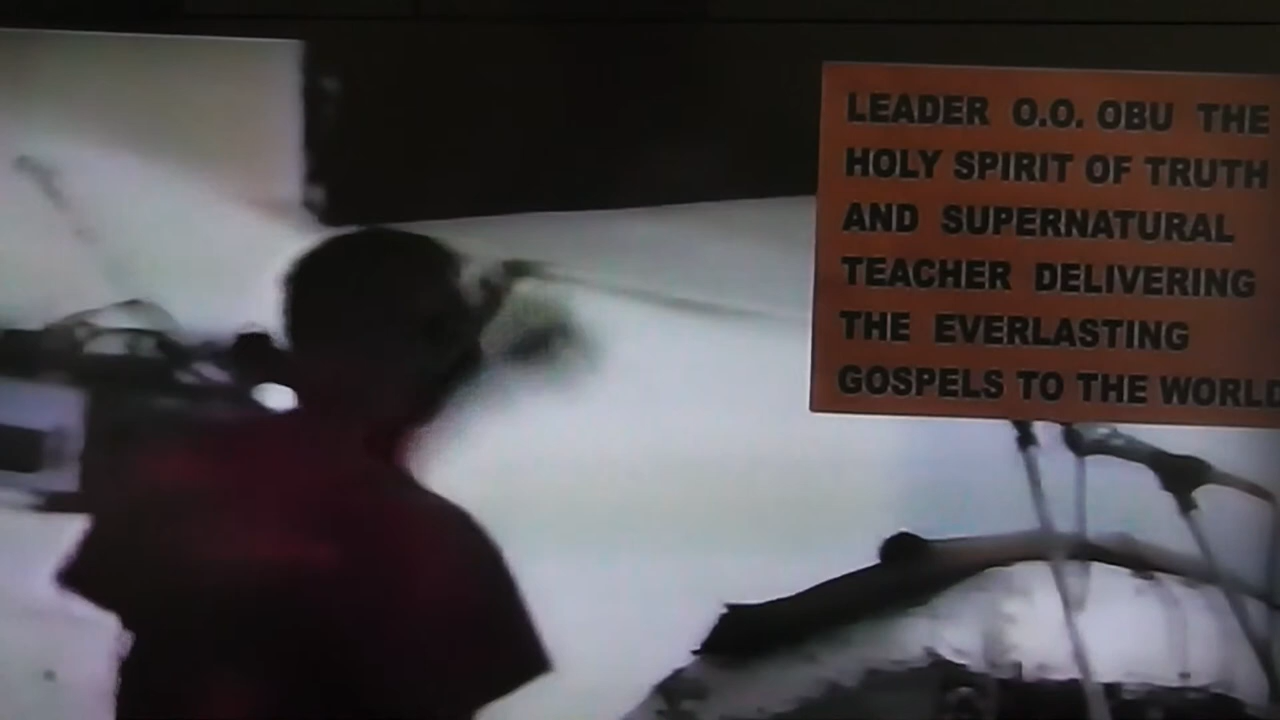 LEADER O.O. OBU THE
HOLY SPIRIT OF TRUTH
AND SUPERNATURAL
TEACHER DELIVERING
THE EVERLASTING
GOSPELS TO THE WORLD